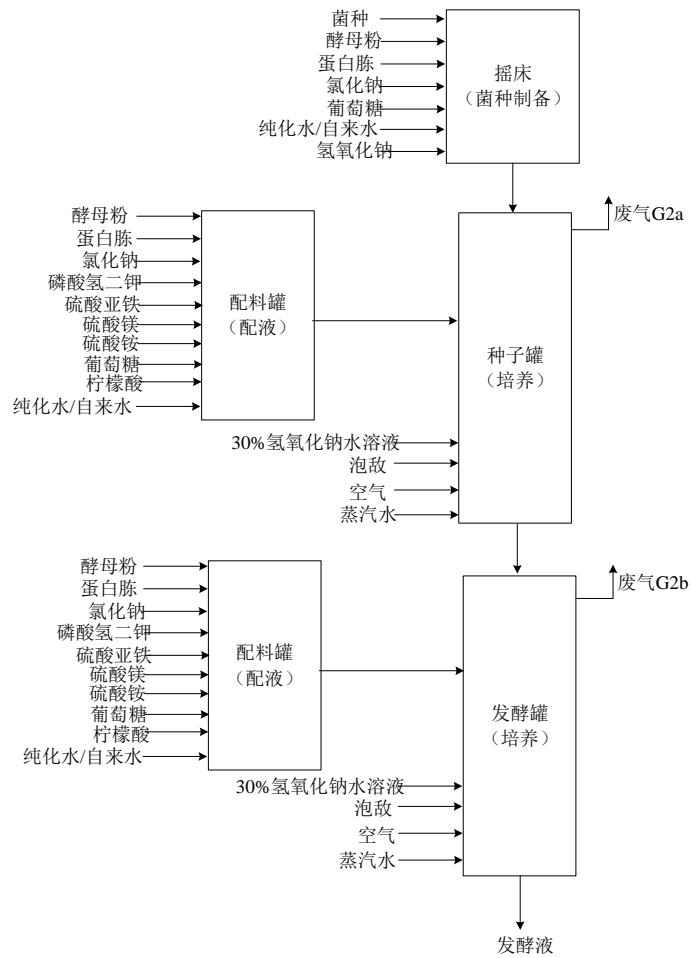 菌种
酵母粉
蛋白胨
氯化钠
葡萄糖
纯化水/自来水
氢氧化钠
摇床
（菌种制备）
废气G2a
酵母粉
蛋白胨
氯化钠
磷酸氢二钾
硫酸亚铁
硫酸镁
硫酸铵
葡萄糖
柠檬酸
纯化水/自来水
配料罐
（配液）
种子罐
（培养）
30%氢氧化钠水溶液
泡敌
空气
蒸汽水
废气G2b
酵母粉
蛋白胨
氯化钠
磷酸氢二钾
硫酸亚铁
硫酸镁
硫酸铵
葡萄糖
柠檬酸
纯化水/自来水
配料罐
（配液）
发酵罐
（培养）
30%氢氧化钠水溶液
泡敌
空气
蒸汽水
发酵液